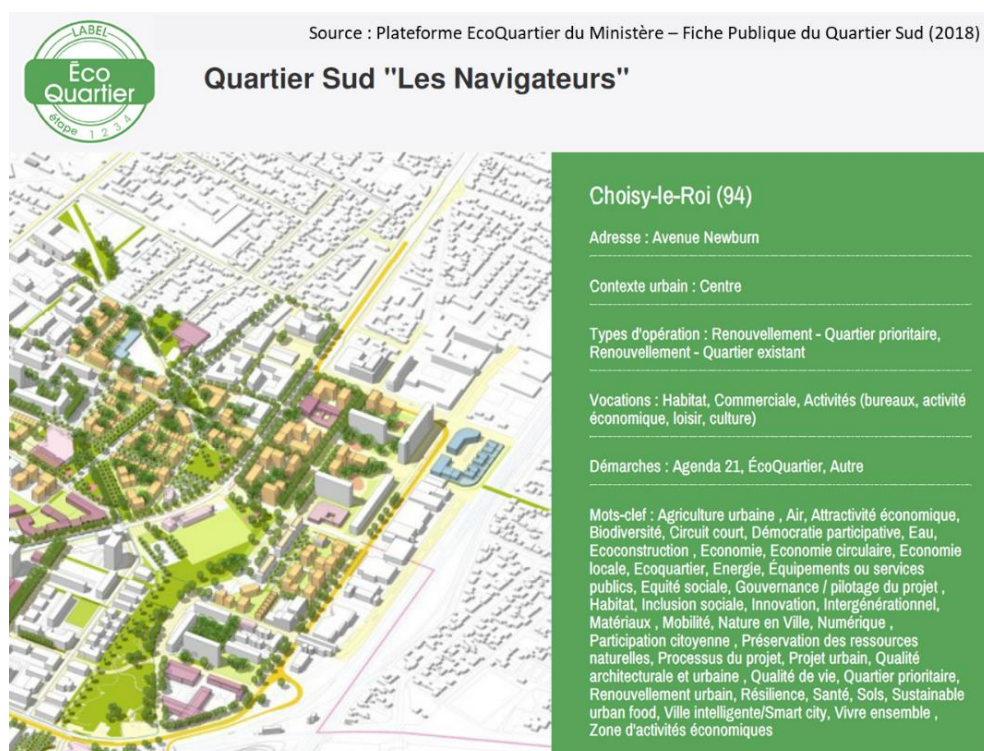 Source : Plateforme EcoQuartier du Ministère – Fiche Publique du Quartier Sud (2018)
LABEL
Éco
Quartier
étape 1 2 3 4
Quartier Sud "Les Navigateurs"
Choisy-le-Roi (94)
Adresse : Avenue Newburn
Contexte urbain : Centre
Types d'opération : Renouvellement - Quartier prioritaire,
Renouvellement - Quartier existant
Vocations : Habitat, Commerciale, Activités (bureaux, activité
économique, loisir, culture)
Démarches : Agenda 21, ÉcoQuartier, Autre
Mots-clef : Agriculture urbaine , Air, Attractivité économique,
Biodiversité, Circuit court, Démocratie participative, Eau,
Ecoconstruction , Economie, Economie circulaire, Economie
locale, Ecoquartier, Energie, Équipements ou services
publics, Equité sociale, Gouvernance / pilotage du projet ,
Habitat, Inclusion sociale, Innovation, Intergénérationnel,
Matériaux , Mobilité, Nature en Ville, Numérique ,
Participation citoyenne , Préservation des ressources
naturelles, Processus du projet, Projet urbain, Qualité
architecturale et urbaine , Qualité de vie, Quartier prioritaire,
Renouvellement urbain, Résilience, Santé, Sols, Sustainable
urban food, Ville intelligente/Smart city, Vivre ensemble ,
Zone d'activités économiques